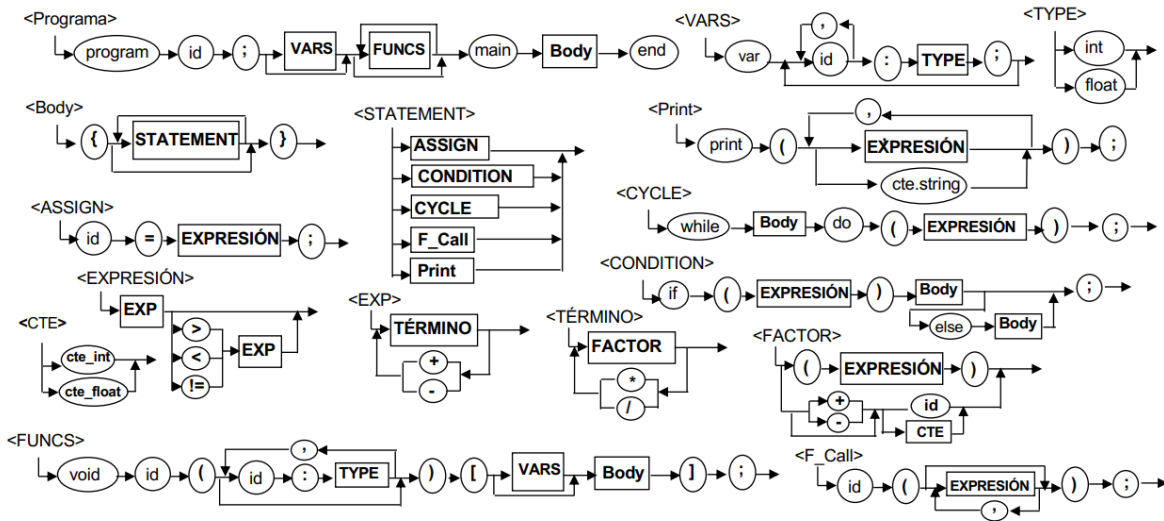 <Programa>
program id ; VARS FUNCS main Body end
<VARS>
,
var id : TYPE ;
<TYPE>
int
float
<Body>
{ STATEMENT }
<STATEMENT>
ASSIGN
CONDITION
CYCLE
F_Call
Print
<Print>
,
print ( EXPRESIÓN ) ;
cte.string
<ASSIGN>
id = EXPRESIÓN ;
<CYCLE>
while Body do ( EXPRESIÓN ) ;
<EXPRESIÓN>
EXP
>
< EXP
!=
<CTE>
cte_int
cte_float
<EXP>
TÉRMINO
+
-
<TÉRMINO>
FACTOR
*
/
<CONDITION>
if ( EXPRESIÓN ) Body ;
else Body
<FACTOR>
( EXPRESIÓN )
+ id
- CTE
<FUNCS>
,
void id ( id : TYPE ) [ VARS Body ] ;
<F_Call>
id ( EXPRESIÓN ) ;
,